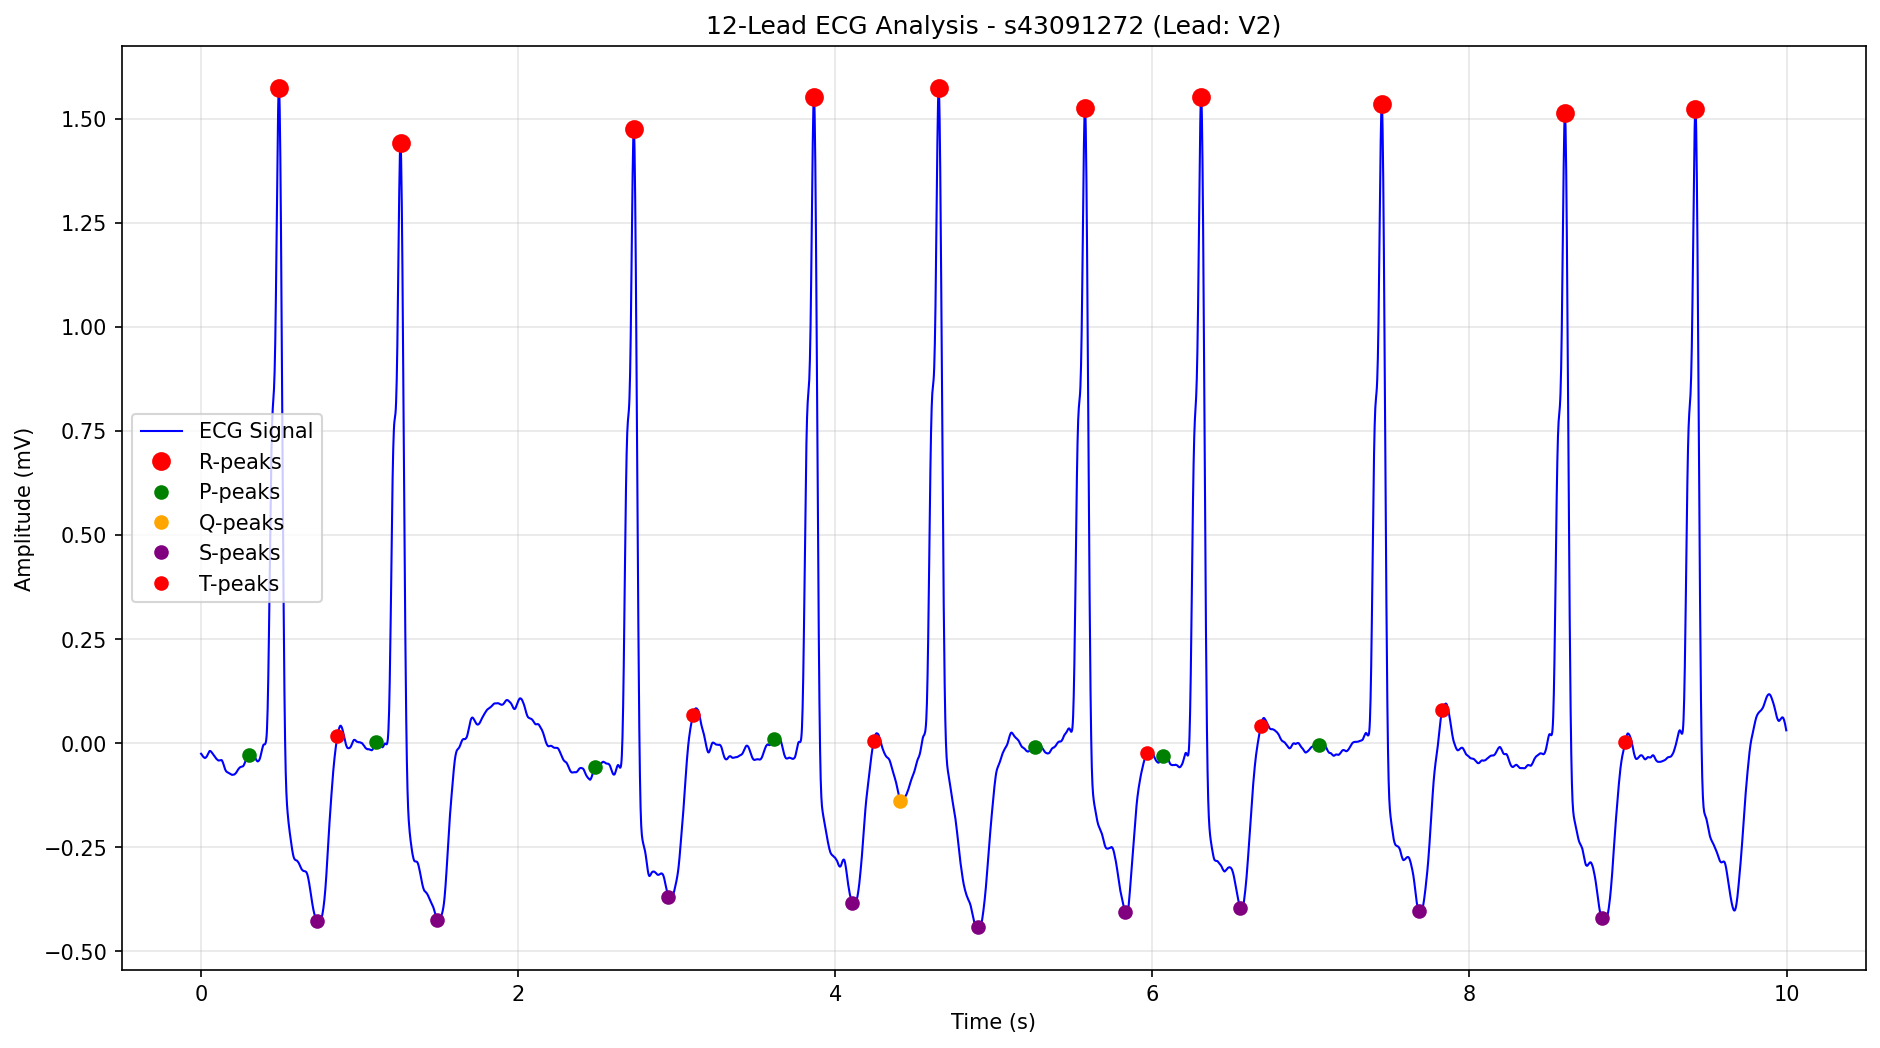 12-Lead ECG Analysis - s43091272 (Lead: V2)
Amplitude (mV)
1.50
1.25
1.00
0.75
0.50
0.25
0.00
−0.25
−0.50
ECG Signal
R-peaks
P-peaks
Q-peaks
S-peaks
T-peaks
0 2 4 6 8 10
Time (s)